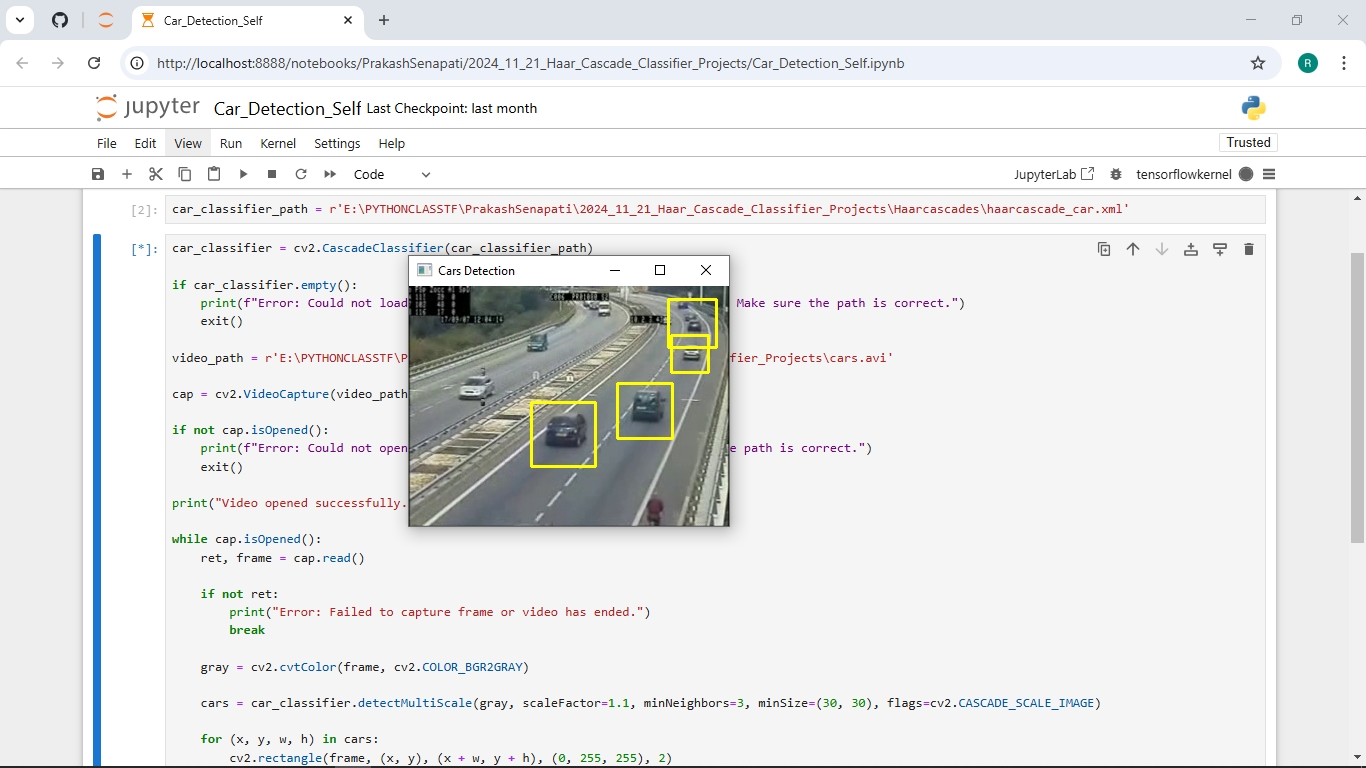 Car_Detection_Self
http://localhost:8888/notebooks/PrakashSenapati/2024_11_21_Haar_Cascade_Classifier_Projects/Car_Detection_Self.ipynb
R
jupyter Car_Detection_Self Last Checkpoint: last month
File Edit View Run Kernel Settings Help
Trusted
Code
JupyterLab
tensorflowkernel
[2]: car_classifier_path = r'E:\PYTHONCLASSTF\PrakashSenapati\2024_11_21_Haar_Cascade_Classifier_Projects\Haarcascades\haarcascade_car.xml'
[*]: car_classifier = cv2.CascadeClassifier(car_classifier_path)
Cars Detection
if car_classifier.empty():
print(f"Error: Could not load Make sure the path is correct.")
exit()
video_path = r'E:\PYTHONCLASSTF\P fier_Projects\cars.avi'
cap = cv2.VideoCapture(video_path
if not cap.isOpened():
print(f"Error: Could not open e path is correct.")
exit()
print("Video opened successfully.
while cap.isOpened():
ret, frame = cap.read()
if not ret:
print("Error: Failed to capture frame or video has ended.")
break
gray = cv2.cvtColor(frame, cv2.COLOR_BGR2GRAY)
cars = car_classifier.detectMultiScale(gray, scaleFactor=1.1, minNeighbors=3, minSize=(30, 30), flags=cv2.CASCADE_SCALE_IMAGE)
for (x, y, w, h) in cars:
cv2.rectangle(frame, (x, y), (x + w, y + h), (0, 255, 255), 2)